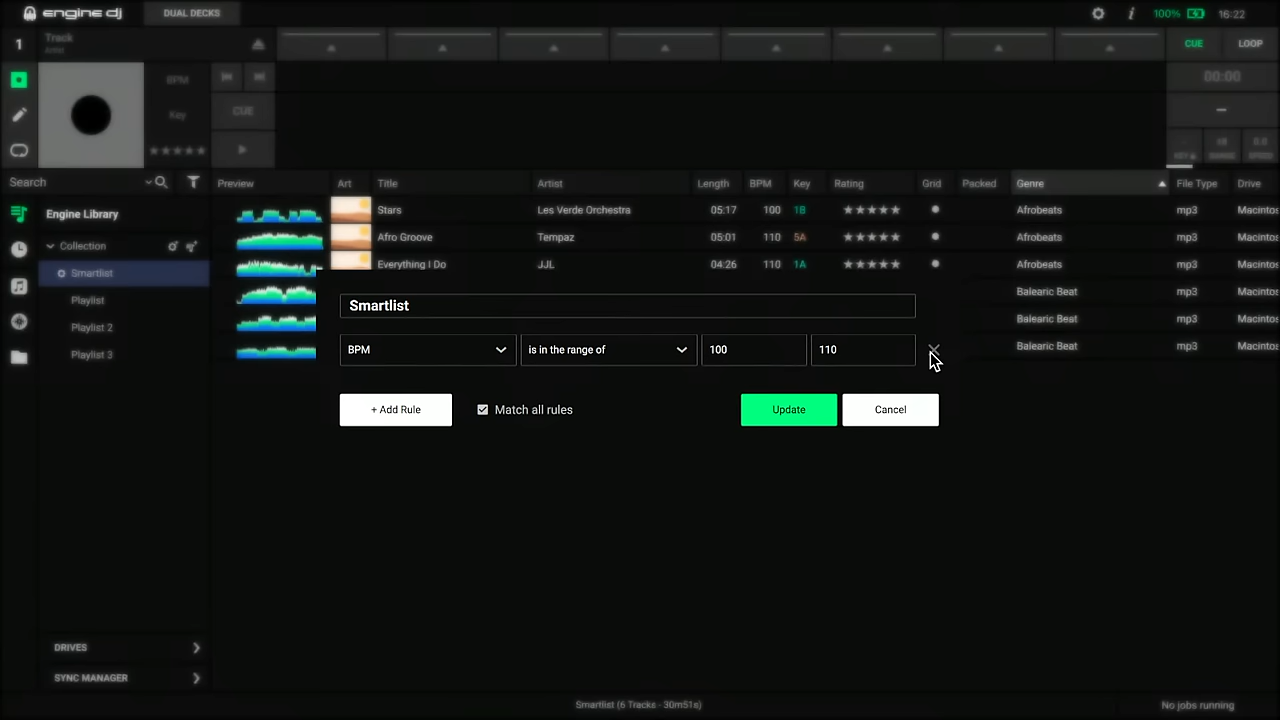 engine dj
DUAL DECKS
100%
16:22
1
Track
Artist
CUE
LOOP
BPM
Key
CUE
00:00
Search
Preview
Art
Title
Artist
Length
BPM
Key
Rating
Grid
Packed
Genre
File Type
Drive
Engine Library
Stars
Les Verde Orchestra
05:17
100
1B
Afrobeats
mp3
Macintos
Collection
Afro Groove
Tempaz
05:01
110
5A
Afrobeats
mp3
Macintos
Smartlist
Everything I Do
JJL
04:26
110
1A
Afrobeats
mp3
Macintos
Playlist
Balearic Beat
mp3
Macintos
Playlist 2
Balearic Beat
mp3
Macintos
Playlist 3
Balearic Beat
mp3
Macintos
Smartlist
BPM
is in the range of
100
110
+ Add Rule
Match all rules
Update
Cancel
DRIVES
SYNC MANAGER
Smartlist (6 Tracks - 30m51s)
No jobs running